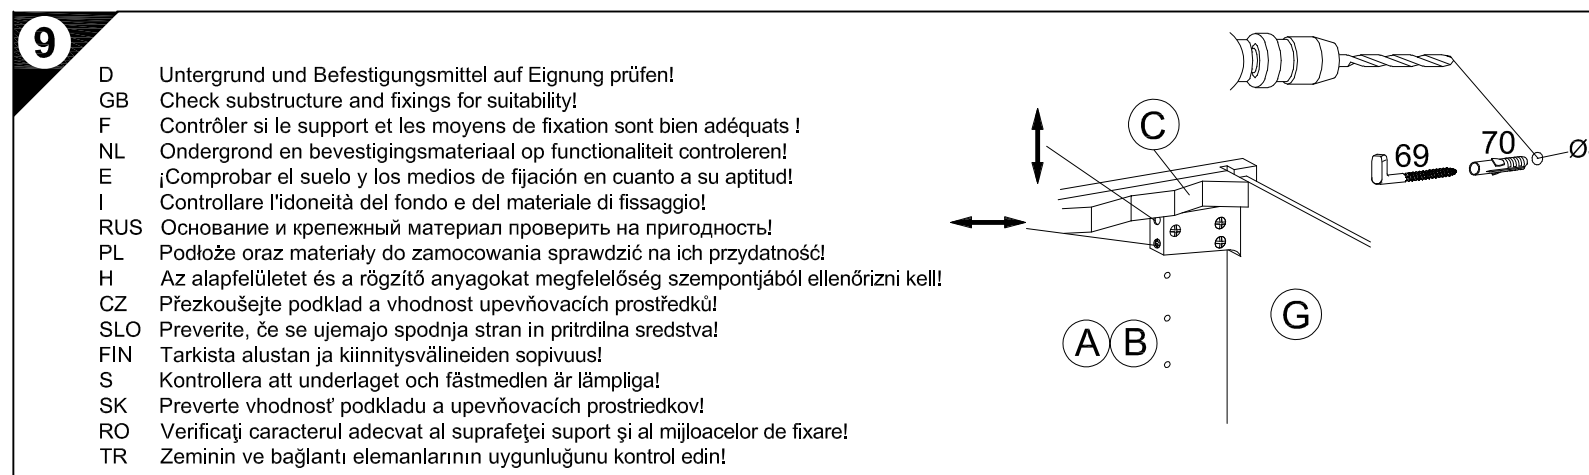 9
D Untergrund und Befestigungsmittel auf Eignung prüfen!
GB Check substructure and fixings for suitability!
F Contrôler si le support et les moyens de fixation sont bien adéquats !
NL Ondergrond en bevestigingsmateriaal op functionaliteit controleren!
E ¡Comprobar el suelo y los medios de fijación en cuanto a su aptitud!
I Controllare l'idoneità del fondo e del materiale di fissaggio!
RUS Основание и крепежный материал проверить на пригодность!
PL Podłoże oraz materiały do zamocowania sprawdzić na ich przydatność!
H Az alapfelületet és a rögzítő anyagokat megfelelőség szempontjából ellenőrizni kell!
CZ Přezkoušejte podklad a vhodnost upevňovacích prostředků!
SLO Preverite, če se ujemajo spodnja stran in pritrdilna sredstva!
FIN Tarkista alustan ja kiinnitysvälineiden sopivuus!
S Kontrollera att underlaget och fästmedlen är lämpliga!
SK Preverte vhodnosť podkladu a upevňovacích prostriedkov!
RO Verificaţi caracterul adecvat al suprafeţei suport şi al mijloacelor de fixare!
TR Zeminin ve bağlantı elemanlarının uygunluğunu kontrol edin!
C
69
70
Ø
A
B
G